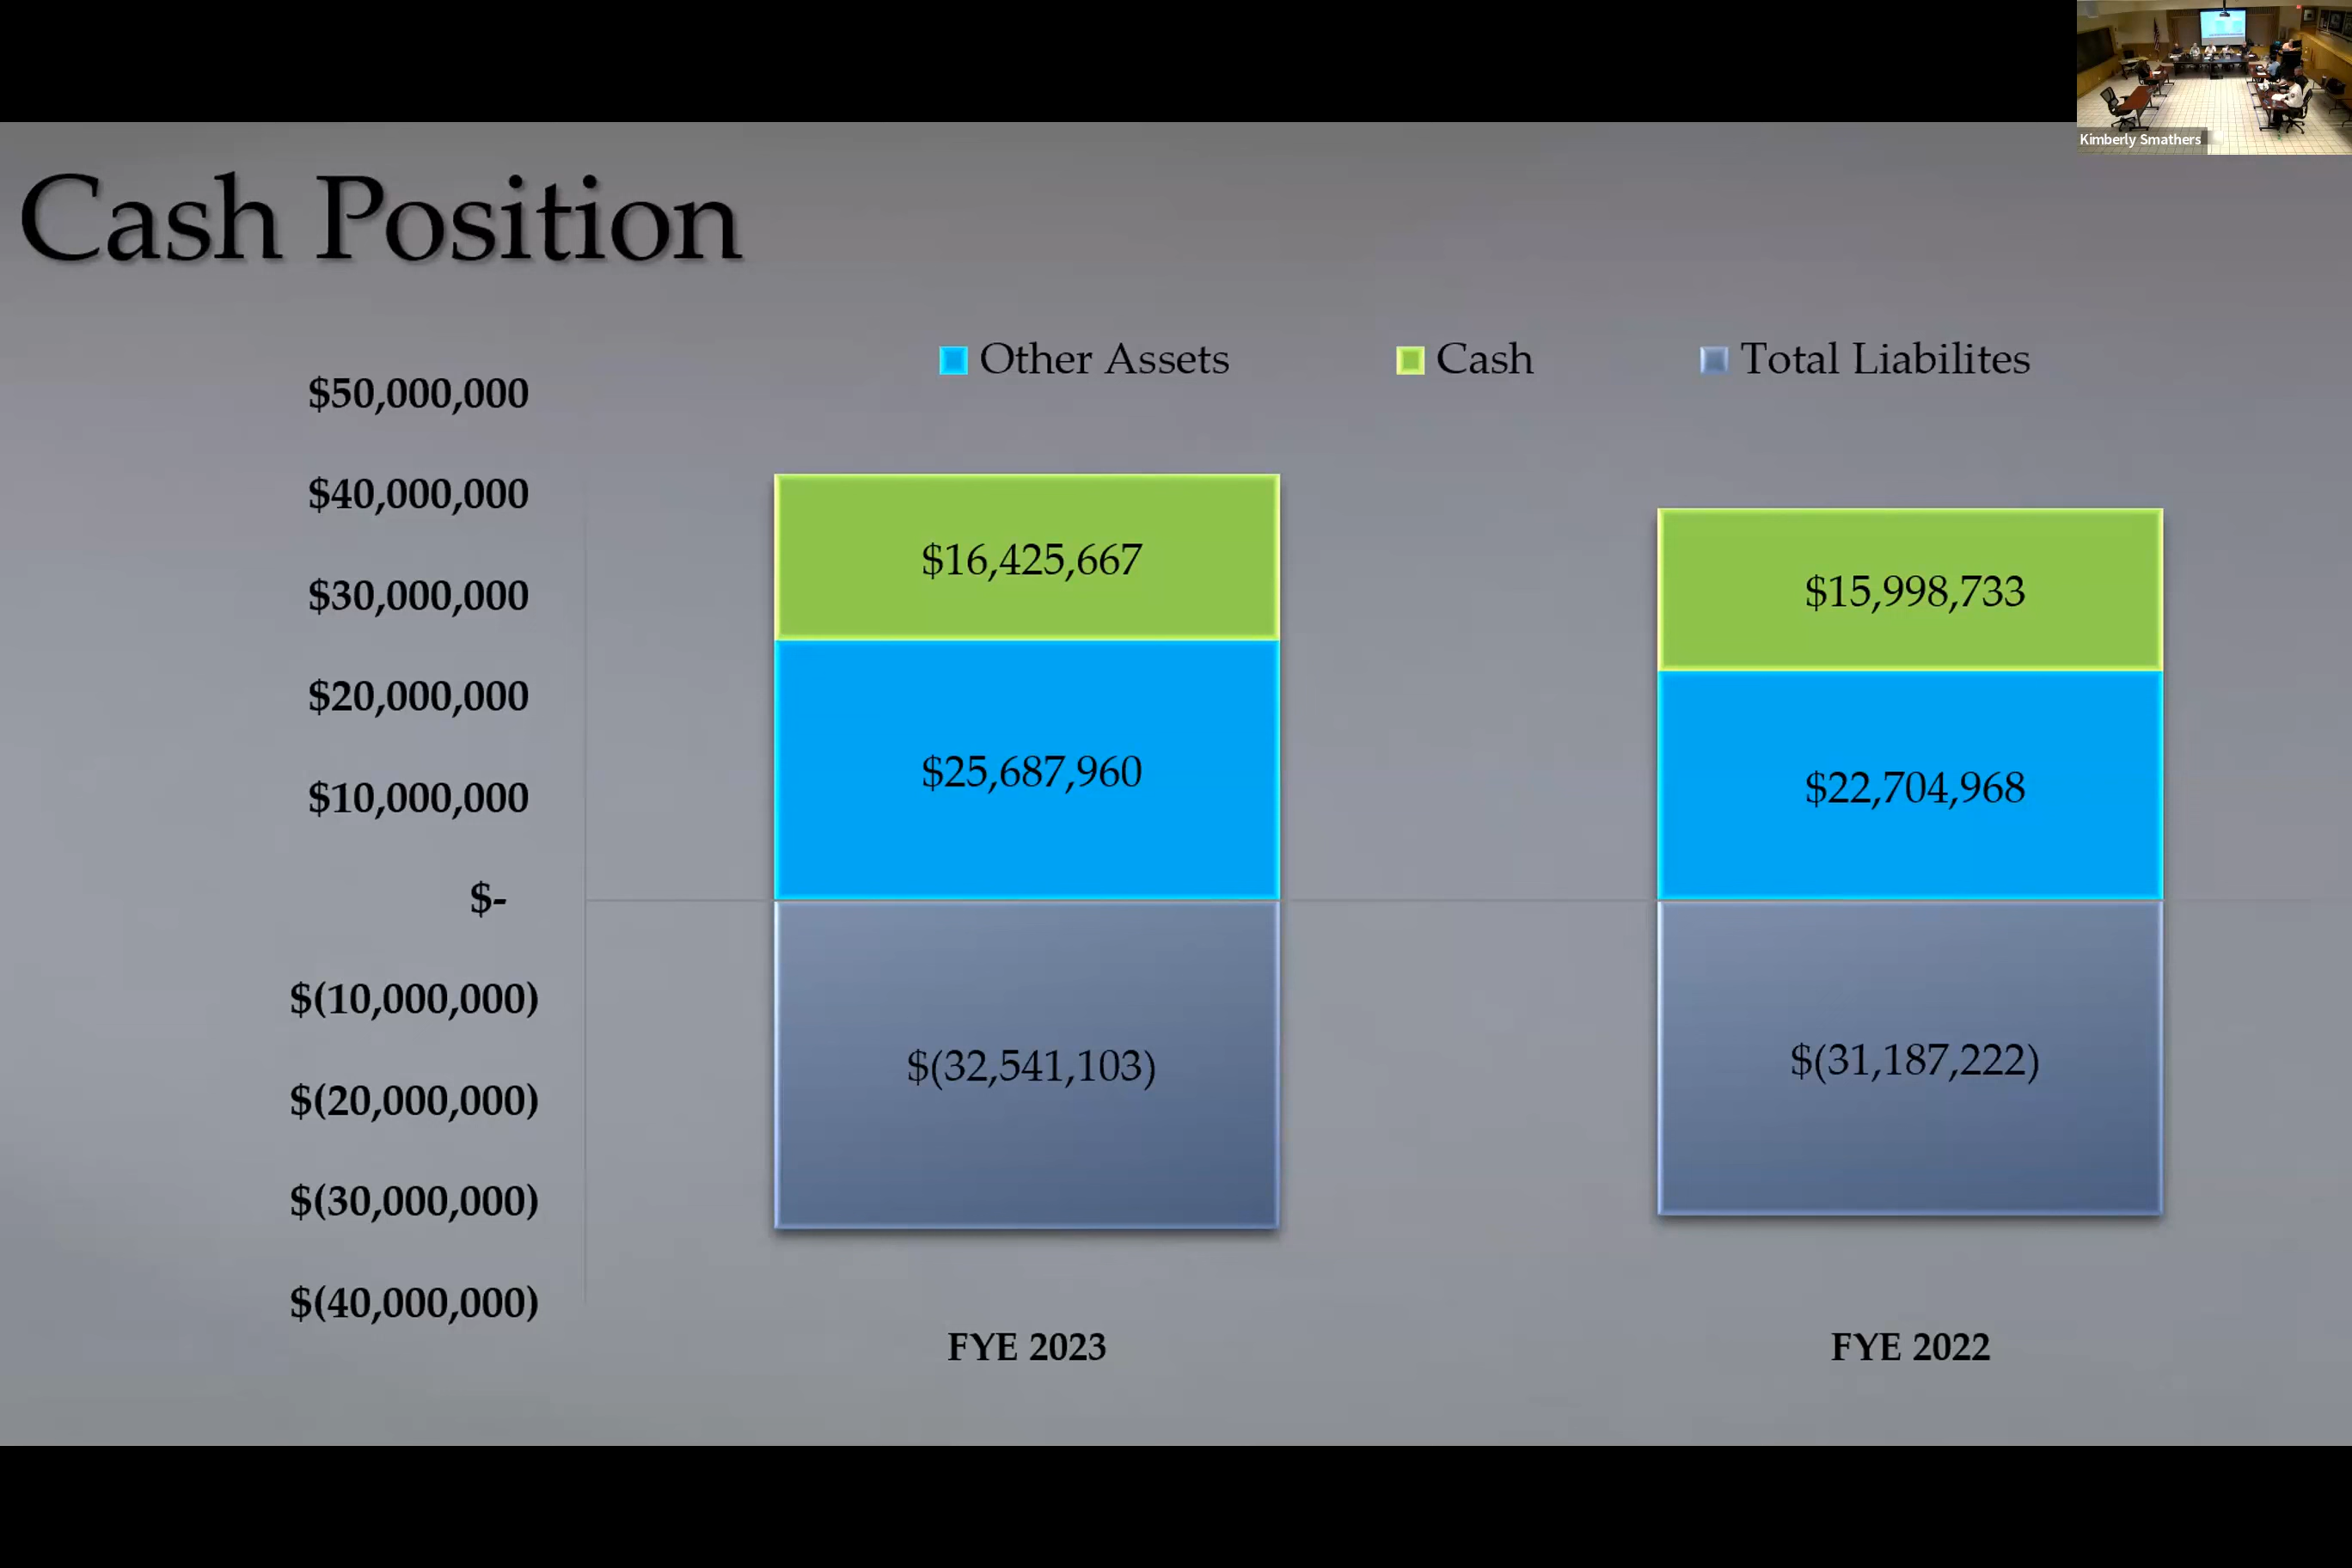 Kimberly Smathers
Cash Position
Other Assets
Cash
Total Liabilites
$50,000,000
$40,000,000
$30,000,000
$20,000,000
$10,000,000
$-
$(10,000,000)
$(20,000,000)
$(30,000,000)
$(40,000,000)
$16,425,667
$25,687,960
$(32,541,103)
$15,998,733
$22,704,968
$(31,187,222)
FYE 2023
FYE 2022